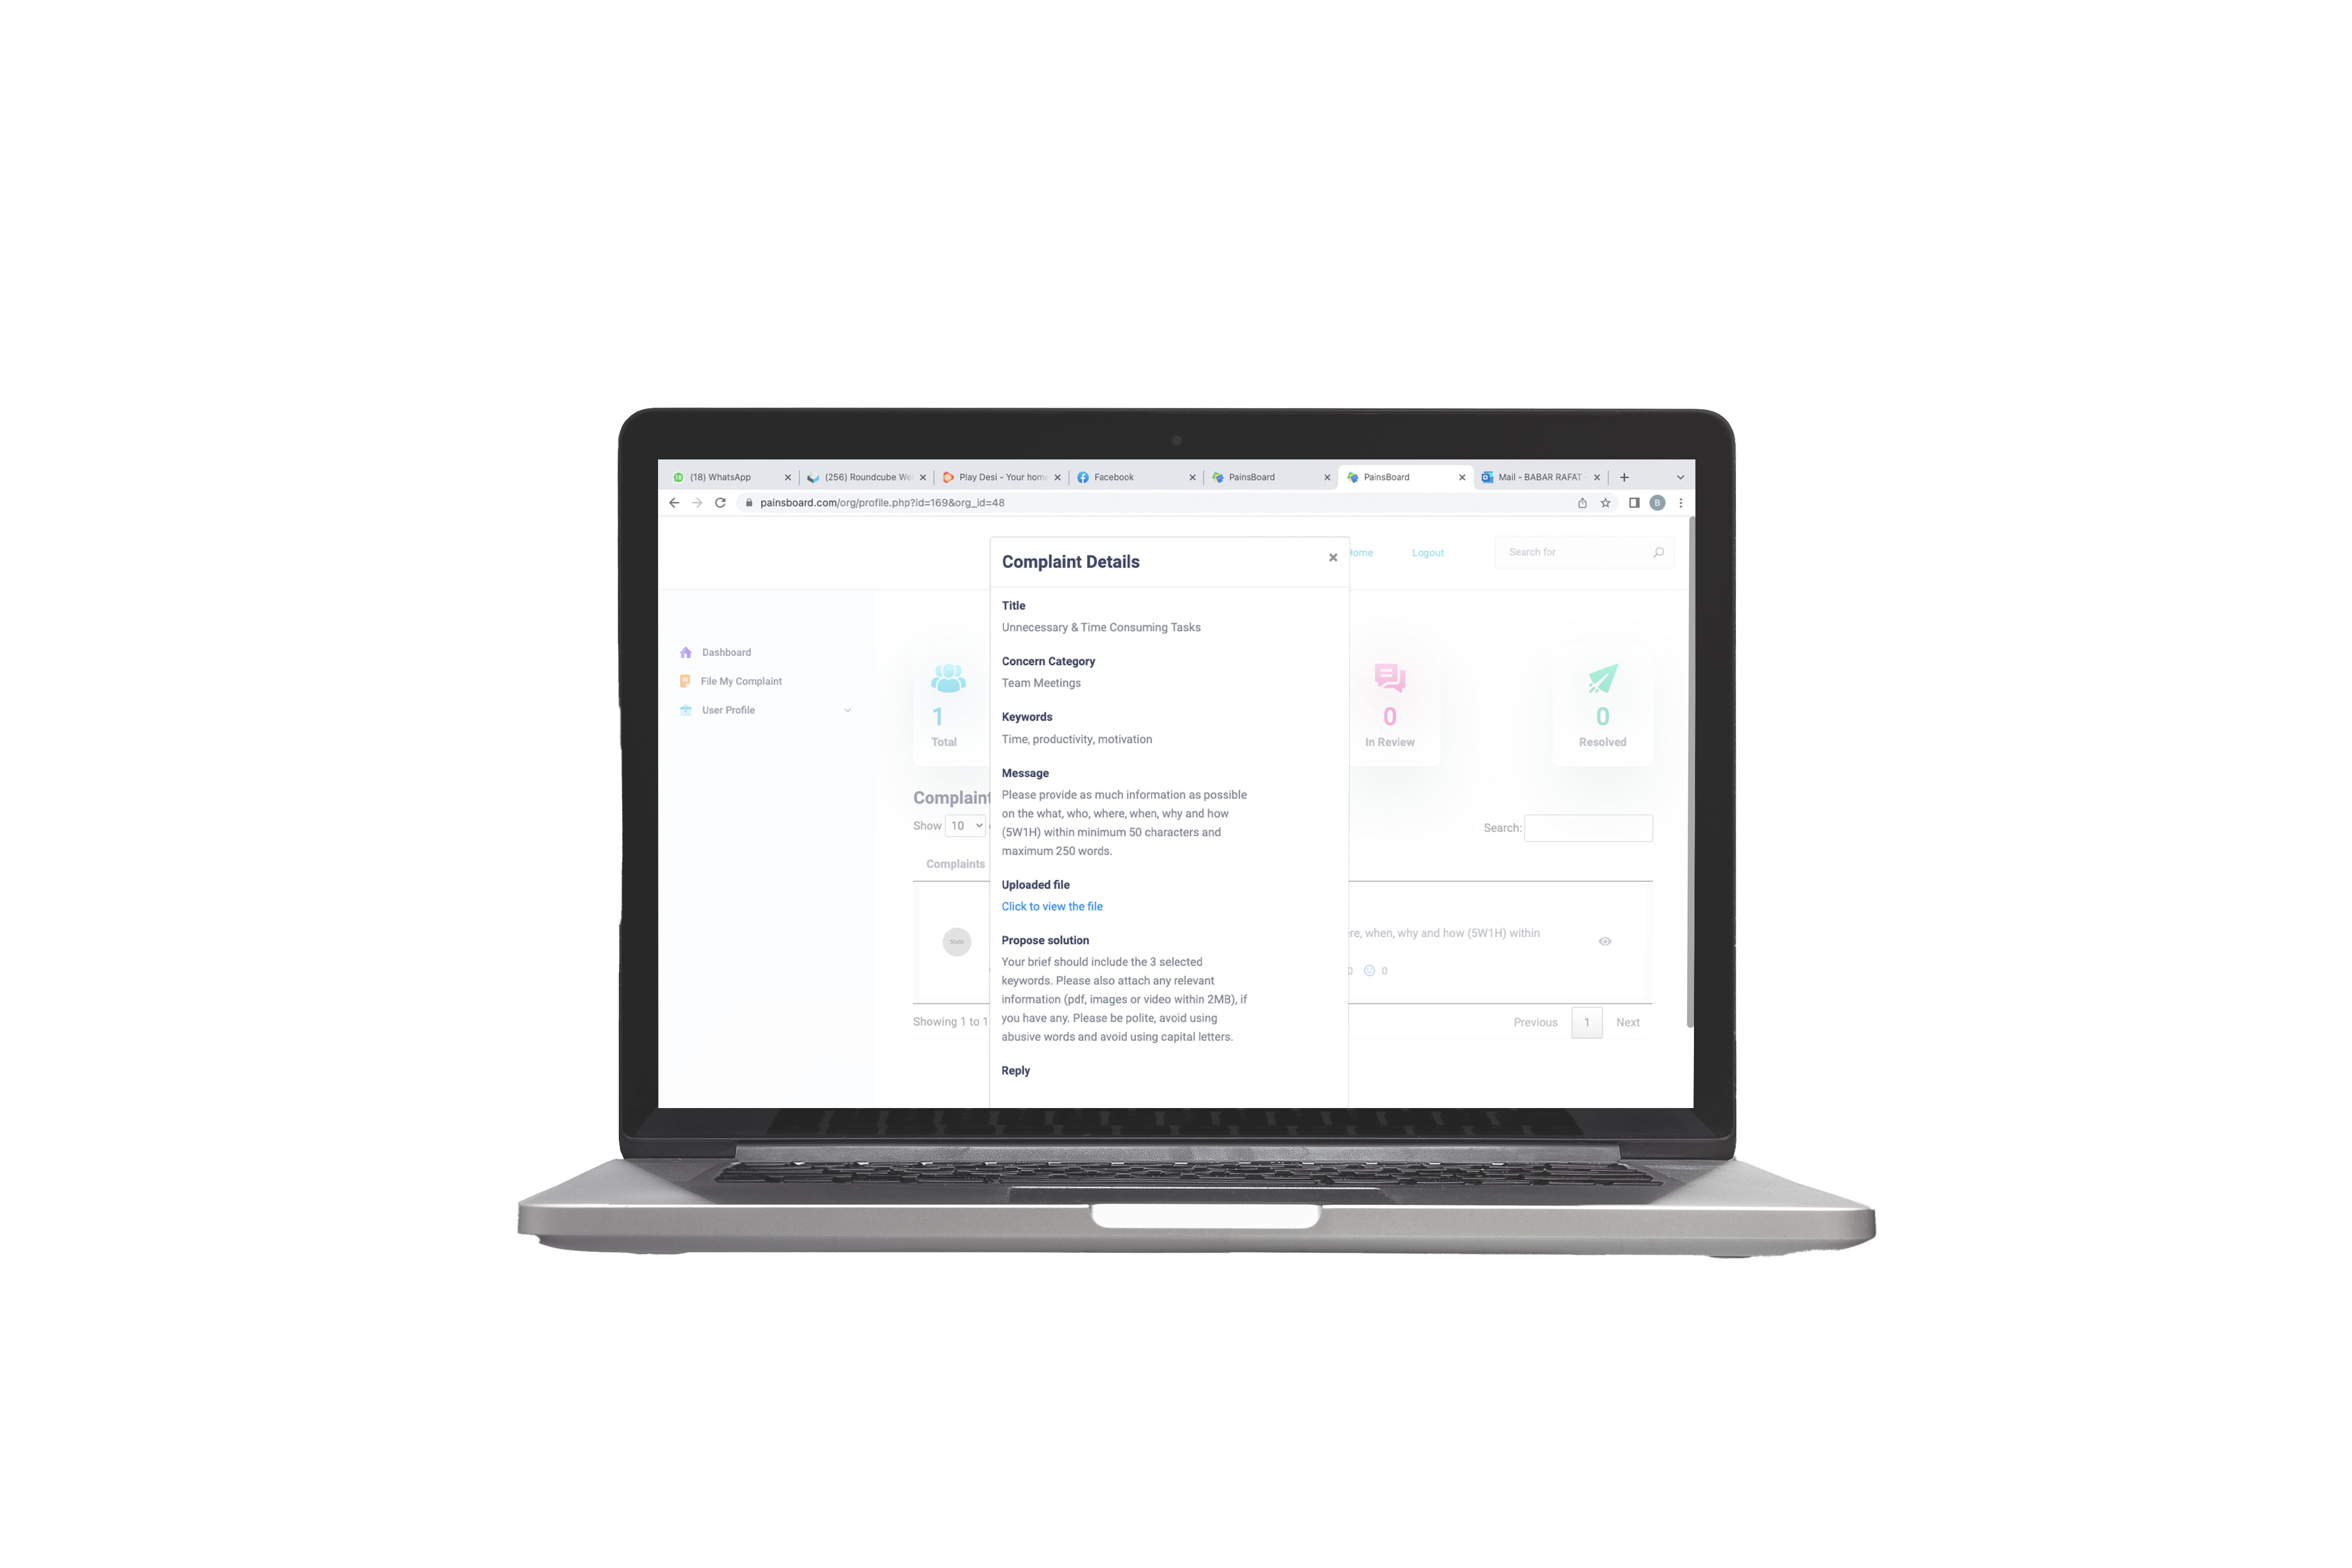 (18) WhatsApp
(256) Roundcube We
Play Desi - Your home
Facebook
PainsBoard
PainsBoard
Mail - BABAR RAFAT
painsboard.com/org/profile.php?id=169&org_id=48
B
Complaint Details
Home
Logout
Search for
Title
Unnecessary & Time Consuming Tasks
Dashboard
File My Complaint
User Profile
Concern Category
Team Meetings
Keywords
Time, productivity, motivation
1
Total
0
In Review
0
Resolved
Message
Please provide as much information as possible
on the what, who, where, when, why and how
(5W1H) within minimum 50 characters and
maximum 250 words.
Complaint
Show 10
Search:
Complaints
Uploaded file
Click to view the file
Propose solution
Your brief should include the 3 selected
keywords. Please also attach any relevant
information (pdf, images or video within 2MB), if
you have any. Please be polite, avoid using
abusive words and avoid using capital letters.
ere, when, why and how (5W1H) within
0 0
Showing 1 to 1
Previous 1 Next
Reply